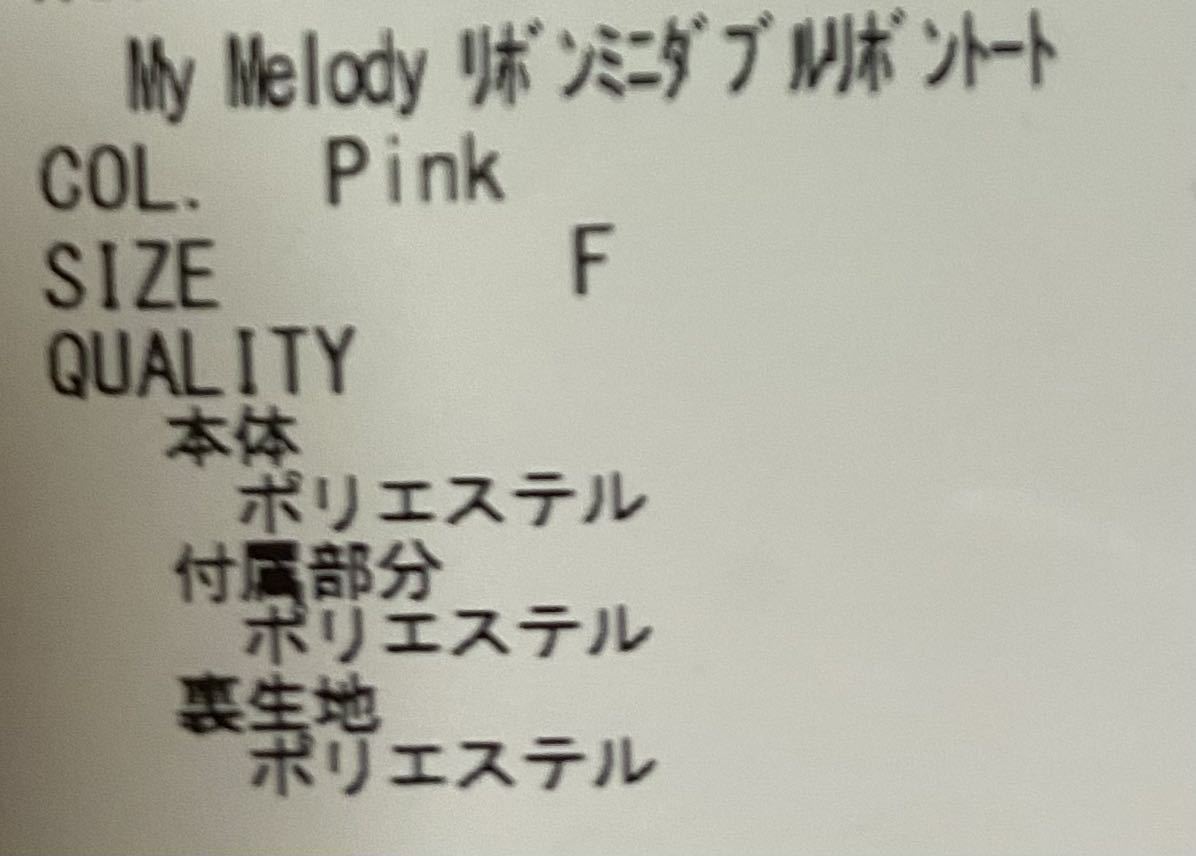 My Melody リボンミニダブルリボントート
COL. Pink
SIZE F
QUALITY
本体
ポリエステル
付属部分
ポリエステル
裏生地
ポリエステル